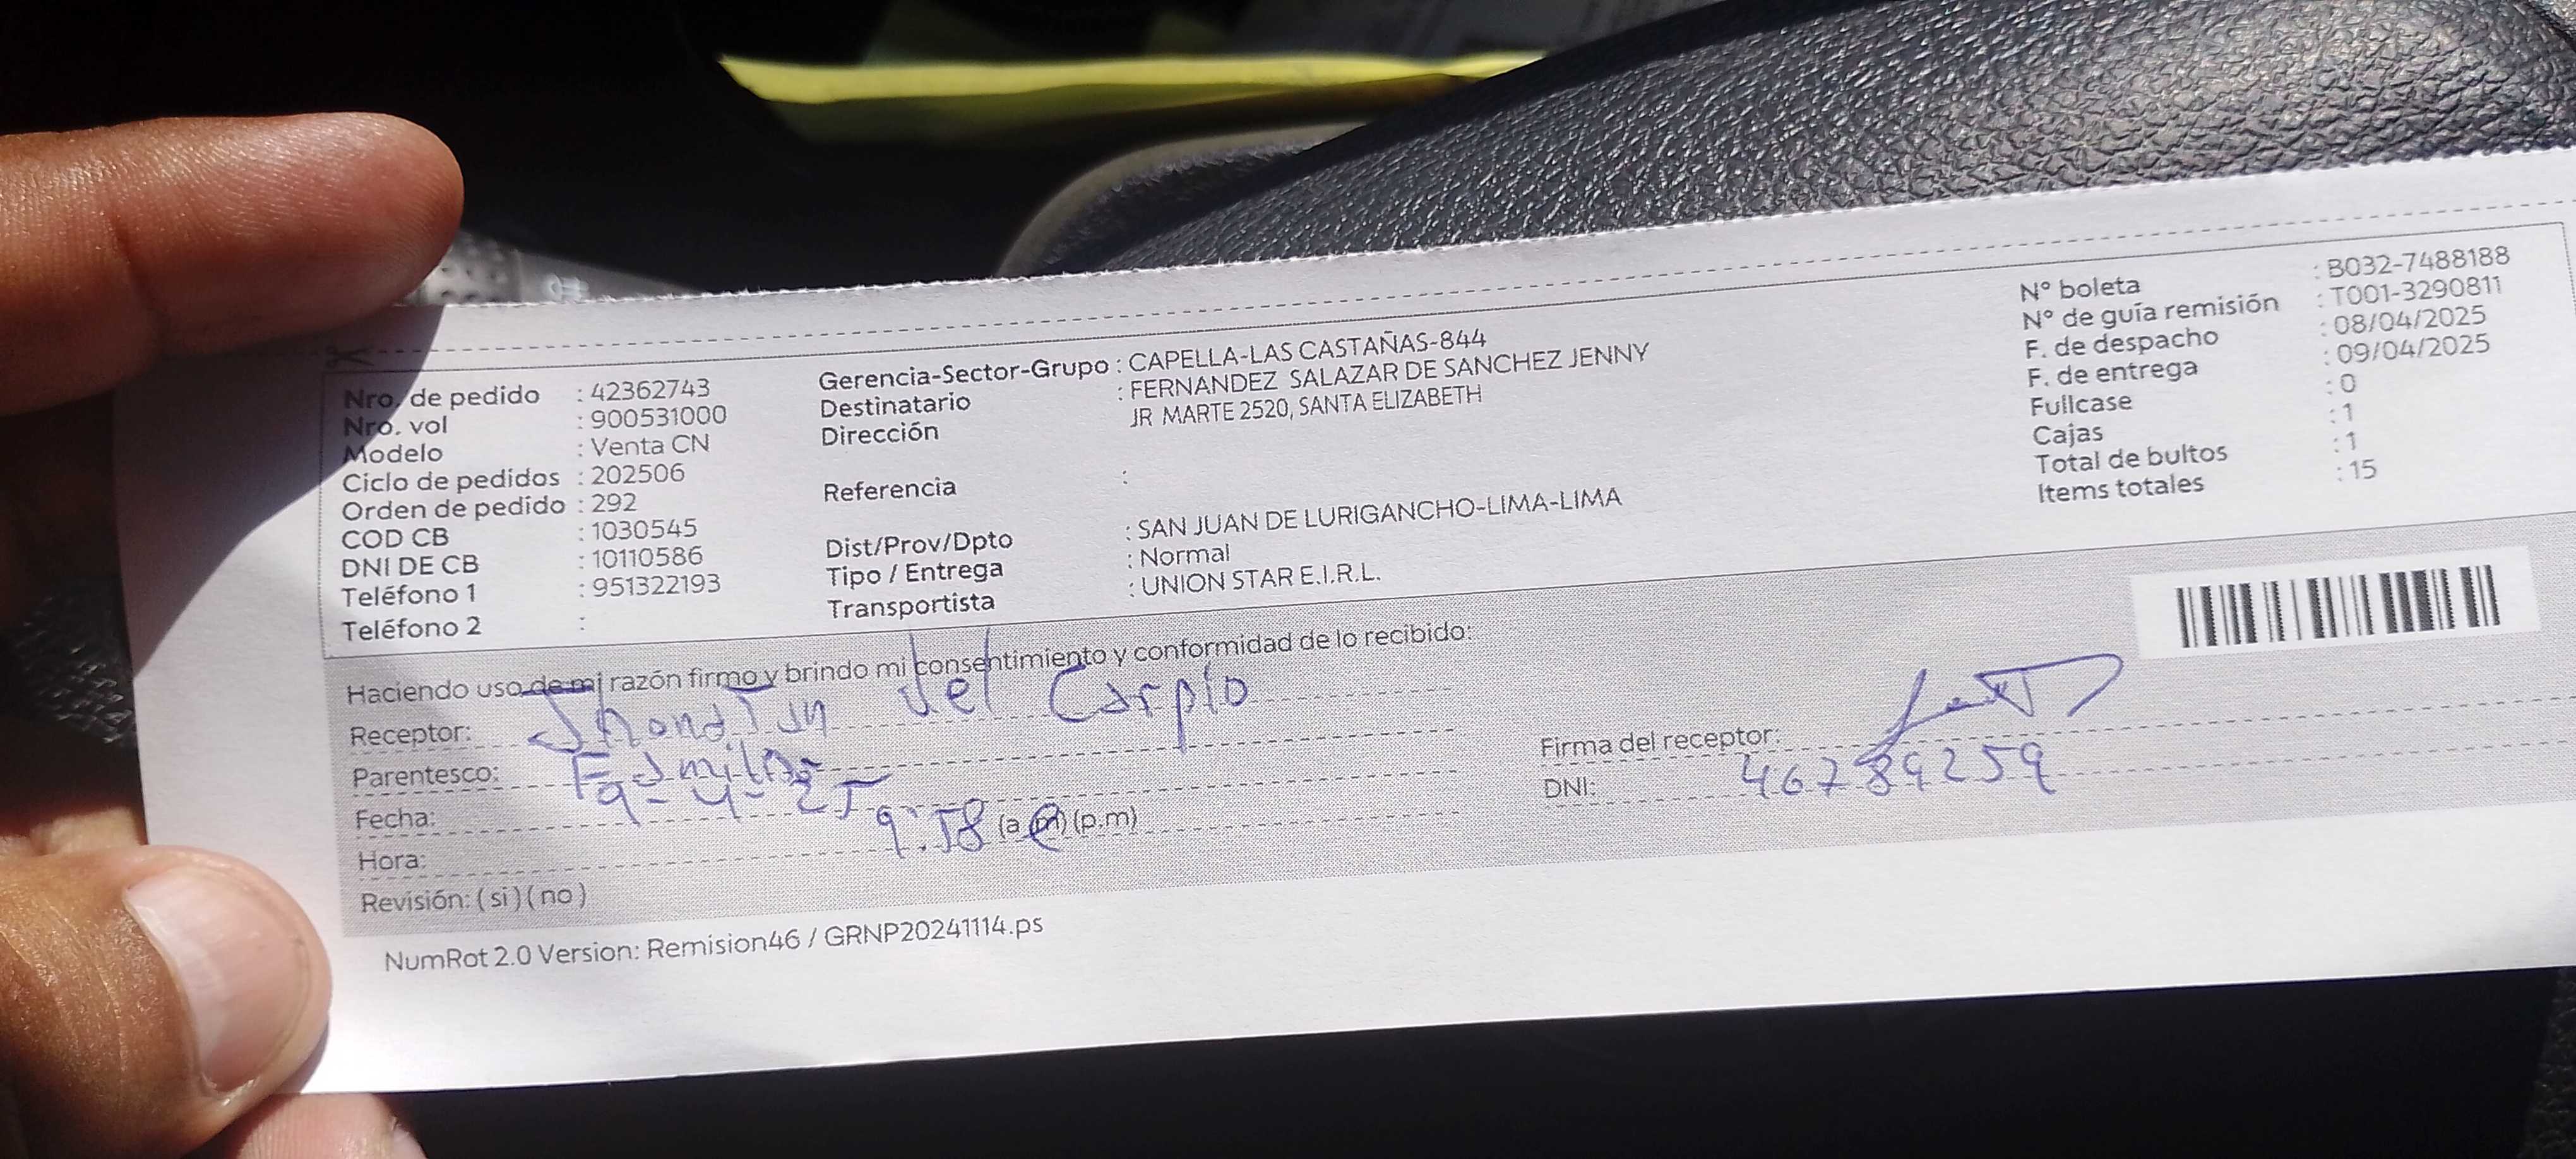 Nro. de pedido : 42362743
Nro. vol : 900531000
Modelo : Venta CN
Ciclo de pedidos : 202506
Orden de pedido : 292
COD CB : 1030545
DNI DE CB : 10110586
Teléfono 1 : 951322193
Teléfono 2 :
Gerencia-Sector-Grupo : CAPELLA-LAS CASTAÑAS-844
Destinatario : FERNANDEZ SALAZAR DE SANCHEZ JENNY
Dirección JR MARTE 2520, SANTA ELIZABETH
Referencia :
Dist/Prov/Dpto : SAN JUAN DE LURIGANCHO-LIMA-LIMA
Tipo / Entrega : Normal
Transportista : UNION STAR E.I.R.L.
N° boleta : B032-7488188
N° de guía remisión : T001-3290811
F. de despacho : 08/04/2025
F. de entrega : 09/04/2025
Fullcase : 0
Cajas : 1
Total de bultos : 1
Items totales : 15
Haciendo uso de mi razón firmo y brindo mi consentimiento y conformidad de lo recibido:
Receptor: del Carpio
Parentesco:
Fecha: 9-4-25
Hora: 9:58 (a.m) (p.m)
Revisión: ( si ) ( no )
Firma del receptor:
DNI: 46789259
NumRot 2.0 Version: Remision46 / GRNP20241114.ps